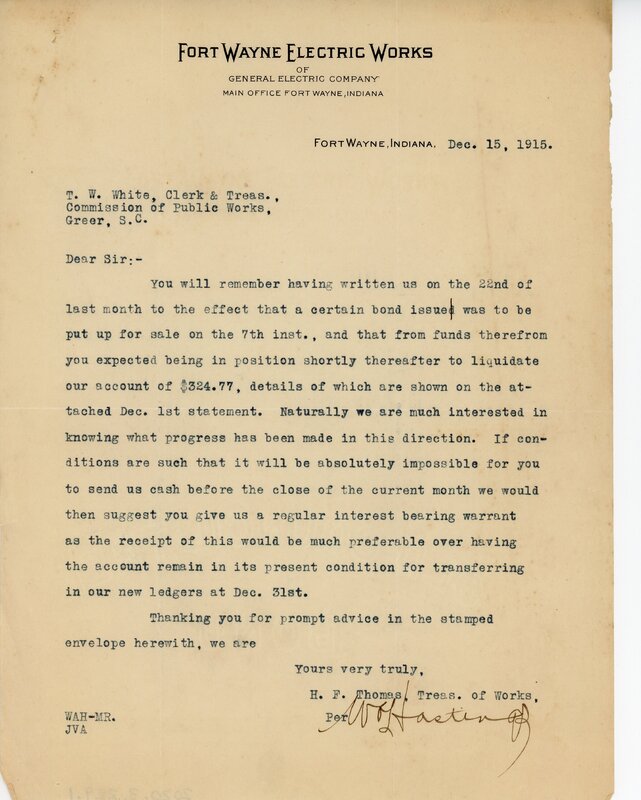 FORT WAYNE ELECTRIC WORKS
OF
GENERAL ELECTRIC COMPANY
MAIN OFFICE FORT WAYNE, INDIANA
FORT WAYNE, INDIANA, Dec. 15, 1915.
T. W. White, Clerk & Treas.,
Commission of Public Works,
Greer, S.C.
Dear Sir:-
You will remember having written us on the 22nd of
last month to the effect that a certain bond issue was to be
put up for sale on the 7th inst., and that from funds therefrom
you expected being in position shortly thereafter to liquidate
our account of $324.77, details of which are shown on the at-
tached Dec. 1st statement. Naturally we are much interested in
knowing what progress has been made in this direction. If con-
ditions are such that it will be absolutely impossible for you
to send us cash before the close of the current month we would
then suggest you give us a regular interest bearing warrant
as the receipt of this would be much preferable over having
the account remain in its present condition for transferring
in our new ledgers at Dec. 31st.
Thanking you for prompt advice in the stamped
envelope herewith, we are
Yours very truly,
H. F. Thomas, Treas. of Works,
Per WA Hastings
WAH-MR.
JVA